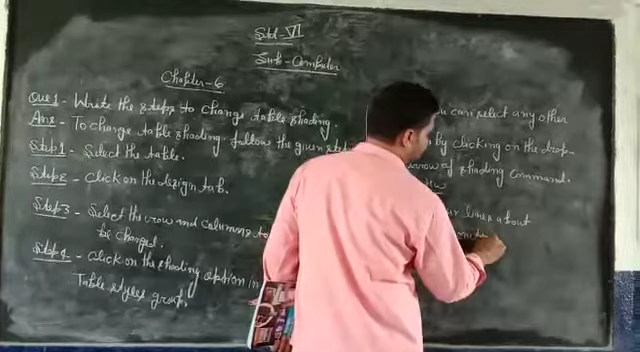 Std-VI
Sub-Computer
Chapter-6
Que1 - Write the steps to change table shading.
Ans - To change table shading follow the given
Step1 - Select the table.
Step2 - Click on the design tab.
Step3 - Select the row and columns to
be changed.
Step4 - Click on the shading option in
Table styles group.
can select any other
by clicking on the drop-
of shading command.
lines about